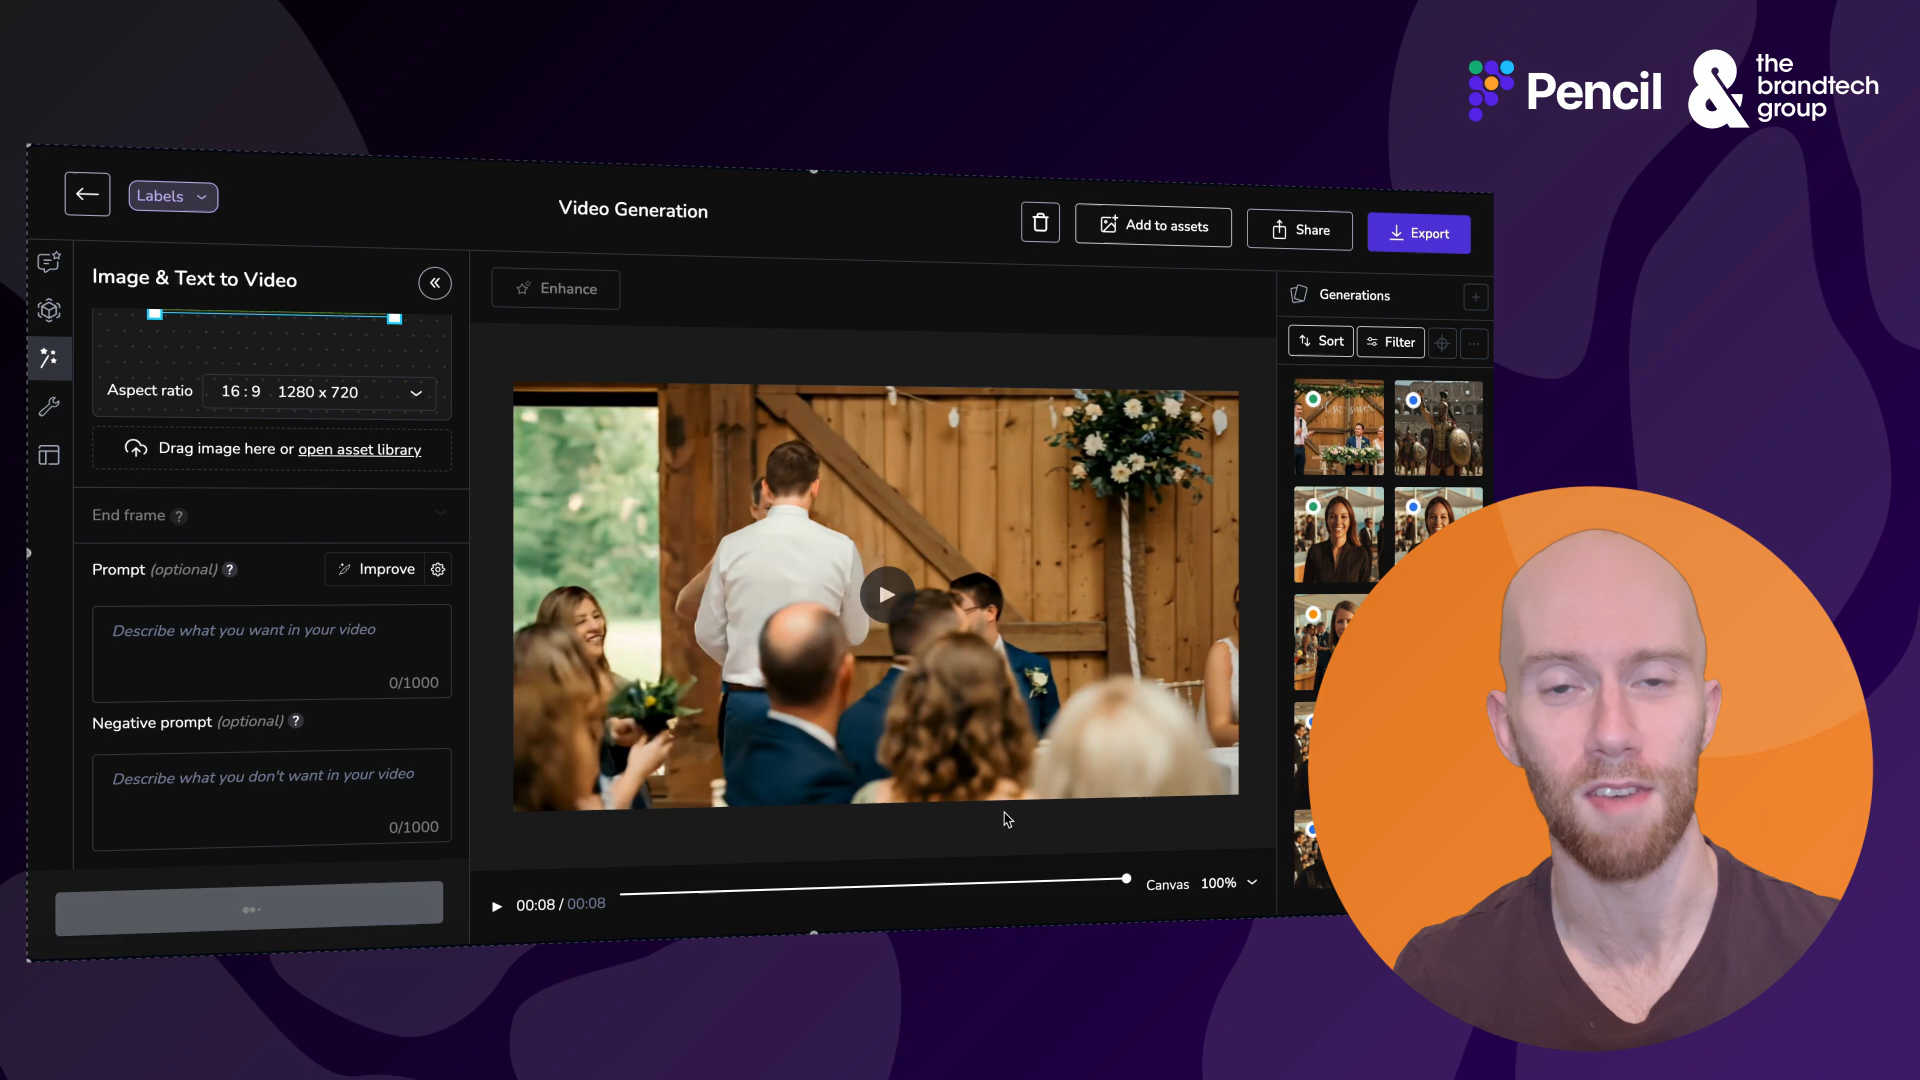 Pencil
the
brandtech
group
Labels
Video Generation
Add to assets
Share
Export
Image & Text to Video
Enhance
Generations
Sort
Filter
Aspect ratio
16 : 9 1280 x 720
Drag image here or open asset library
End frame ?
Prompt (optional) ?
Improve
Describe what you want in your video
0/1000
Negative prompt (optional) ?
Describe what you don't want in your video
0/1000
00:08 / 00:08
Canvas 100%